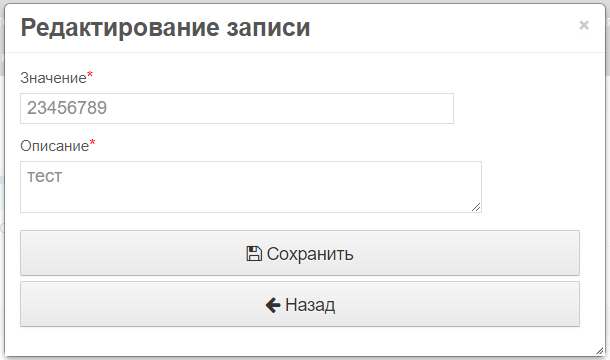 Редактирование записи
×
Значение*
23456789
Описание*
тест
Сохранить
Назад